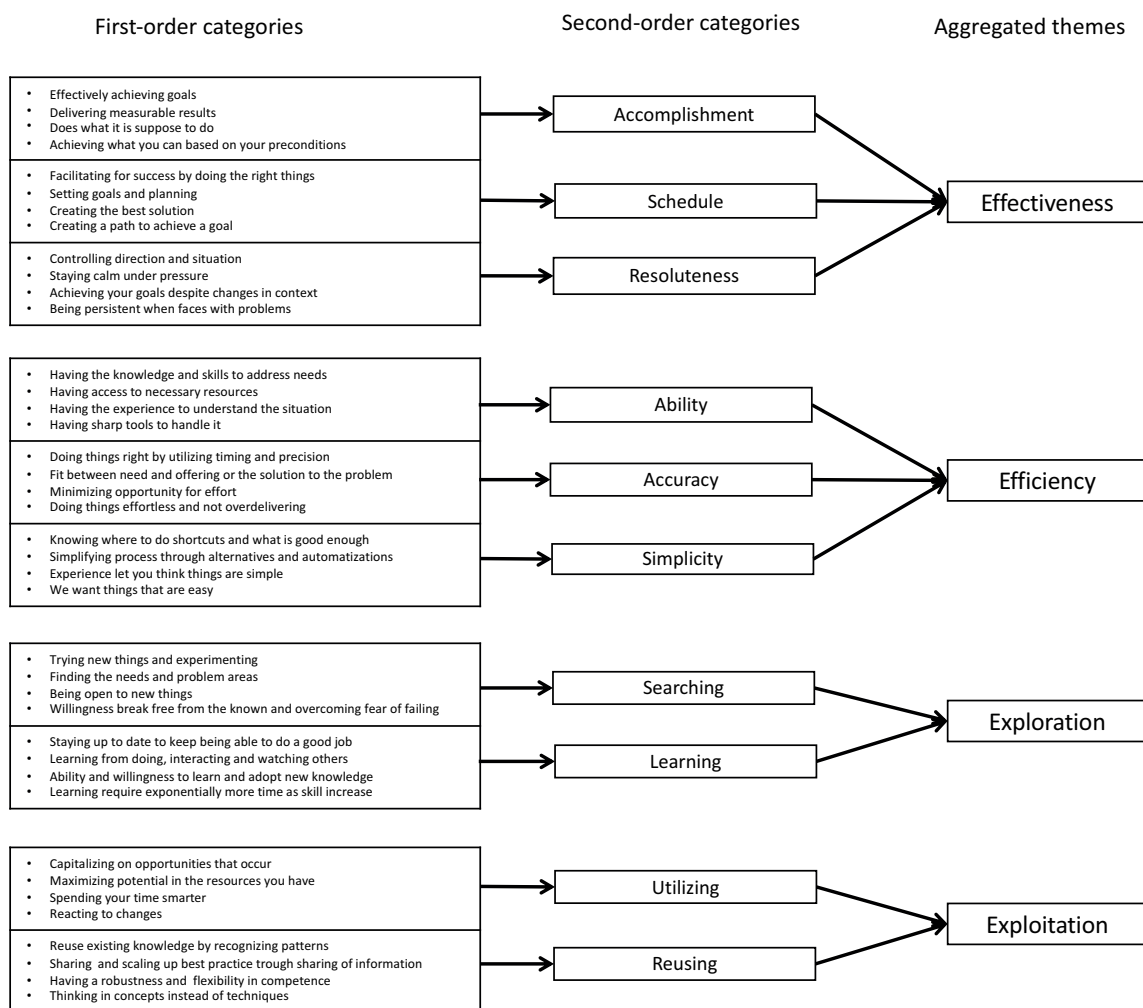 First-order categories
Second-order categories
Aggregated themes
• Effectively achieving goals
• Delivering measurable results
• Does what it is suppose to do
• Achieving what you can based on your preconditions
Accomplishment
• Facilitating for success by doing the right things
• Setting goals and planning
• Creating the best solution
• Creating a path to achieve a goal
Schedule
• Controlling direction and situation
• Staying calm under pressure
• Achieving your goals despite changes in context
• Being persistent when faces with problems
Resoluteness
Effectiveness
• Having the knowledge and skills to address needs
• Having access to necessary resources
• Having the experience to understand the situation
• Having sharp tools to handle it
Ability
• Doing things right by utilizing timing and precision
• Fit between need and offering or the solution to the problem
• Minimizing opportunity for effort
• Doing things effortless and not overdelivering
Accuracy
• Knowing where to do shortcuts and what is good enough
• Simplifying process through alternatives and automatizations
• Experience let you think things are simple
• We want things that are easy
Simplicity
Efficiency
• Trying new things and experimenting
• Finding the needs and problem areas
• Being open to new things
• Willingness break free from the known and overcoming fear of failing
Searching
• Staying up to date to keep being able to do a good job
• Learning from doing, interacting and watching others
• Ability and willingness to learn and adopt new knowledge
• Learning require exponentially more time as skill increase
Learning
Exploration
• Capitalizing on opportunities that occur
• Maximizing potential in the resources you have
• Spending your time smarter
• Reacting to changes
Utilizing
• Reuse existing knowledge by recognizing patterns
• Sharing  and scaling up best practice trough sharing of information
• Having a robustness and  flexibility in competence
• Thinking in concepts instead of techniques
Reusing
Exploitation